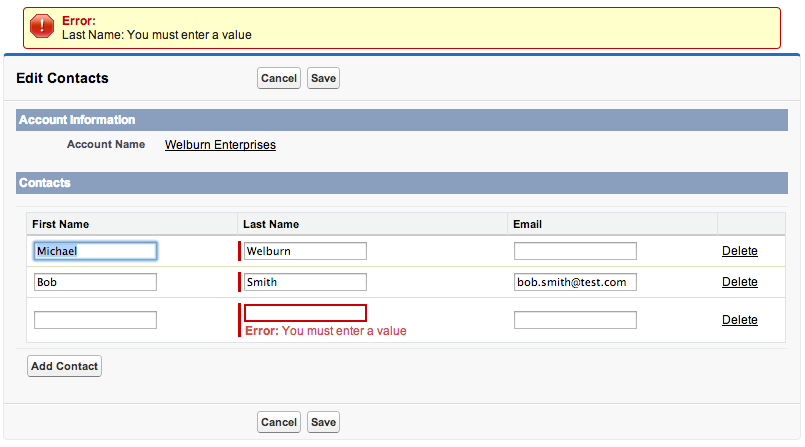 Error:
Last Name: You must enter a value
Edit Contacts Cancel Save
Account Information
Account Name Welburn Enterprises
Contacts
First Name Last Name Email
Michael Welburn Delete
Bob Smith bob.smith@test.com Delete
Delete
Error: You must enter a value
Add Contact
Cancel Save